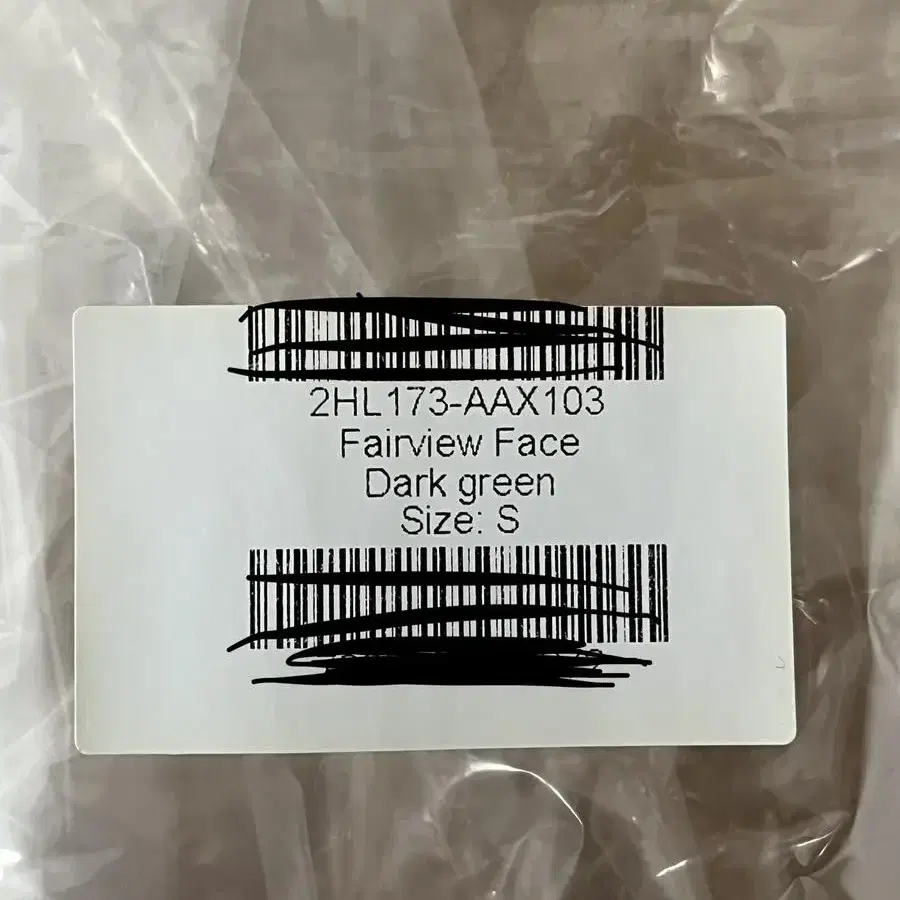 2HL173-AAX103
Fairview Face
Dark green
Size: S